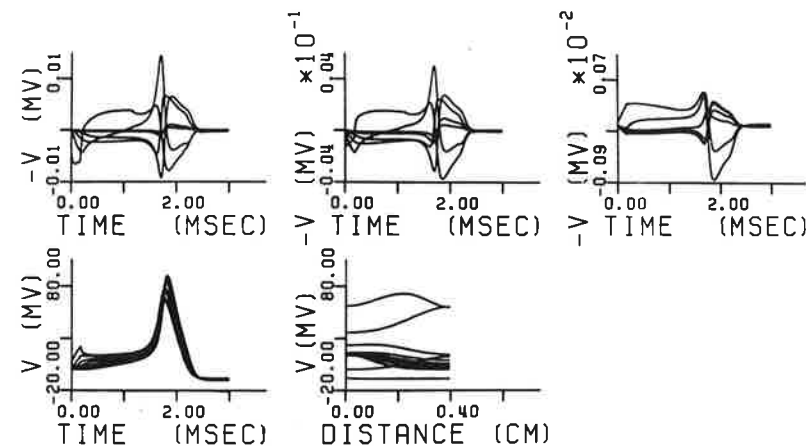 -V (MV)
0.01
-0.01
0.00 2.00
TIME (MSEC)
-V (MV) *10^-1
0.04
-0.04
0.00 2.00
TIME (MSEC)
-V (MV) *10^-2
0.07
-0.09
0.00 2.00
TIME (MSEC)
V (MV)
80.00
-20.00
0.00 2.00
TIME (MSEC)
V (MV)
80.00
-20.00
0.00 0.40
DISTANCE (CM)